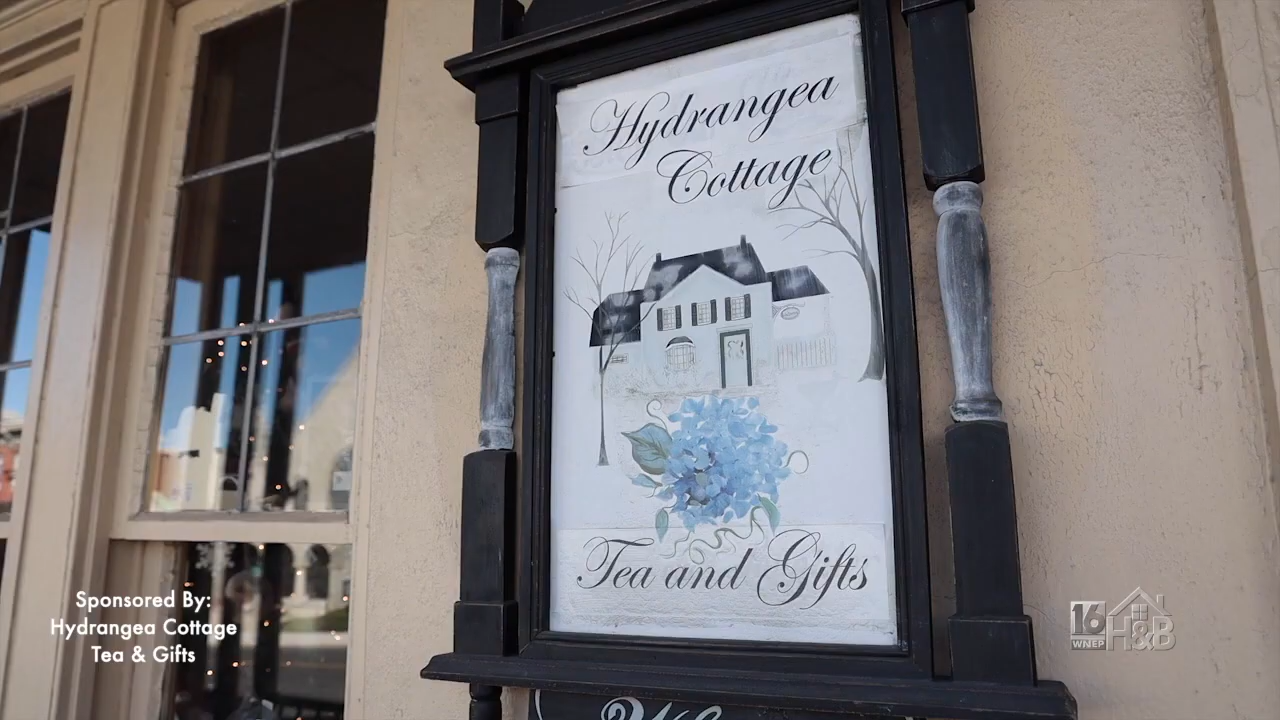 Hydrangea
Cottage
Tea and Gifts
Sponsored By:
Hydrangea Cottage
Tea & Gifts
16
WNEP
H&B